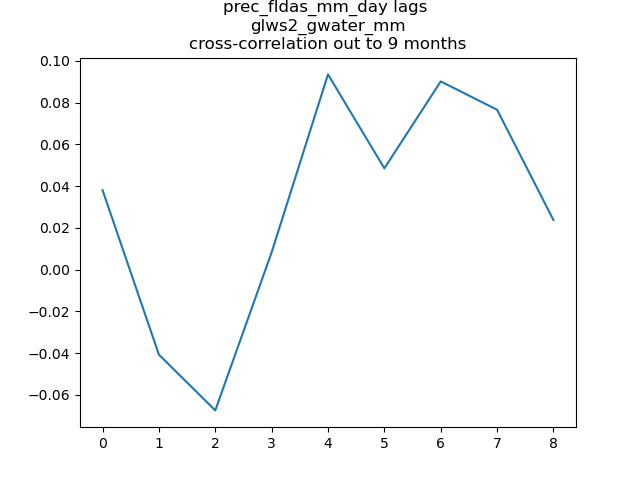 prec_fldas_mm_day lags
glws2_gwater_mm
cross-correlation out to 9 months
0.10
0.08
0.06
0.04
0.02
0.00
−0.02
−0.04
−0.06
0 1 2 3 4 5 6 7 8